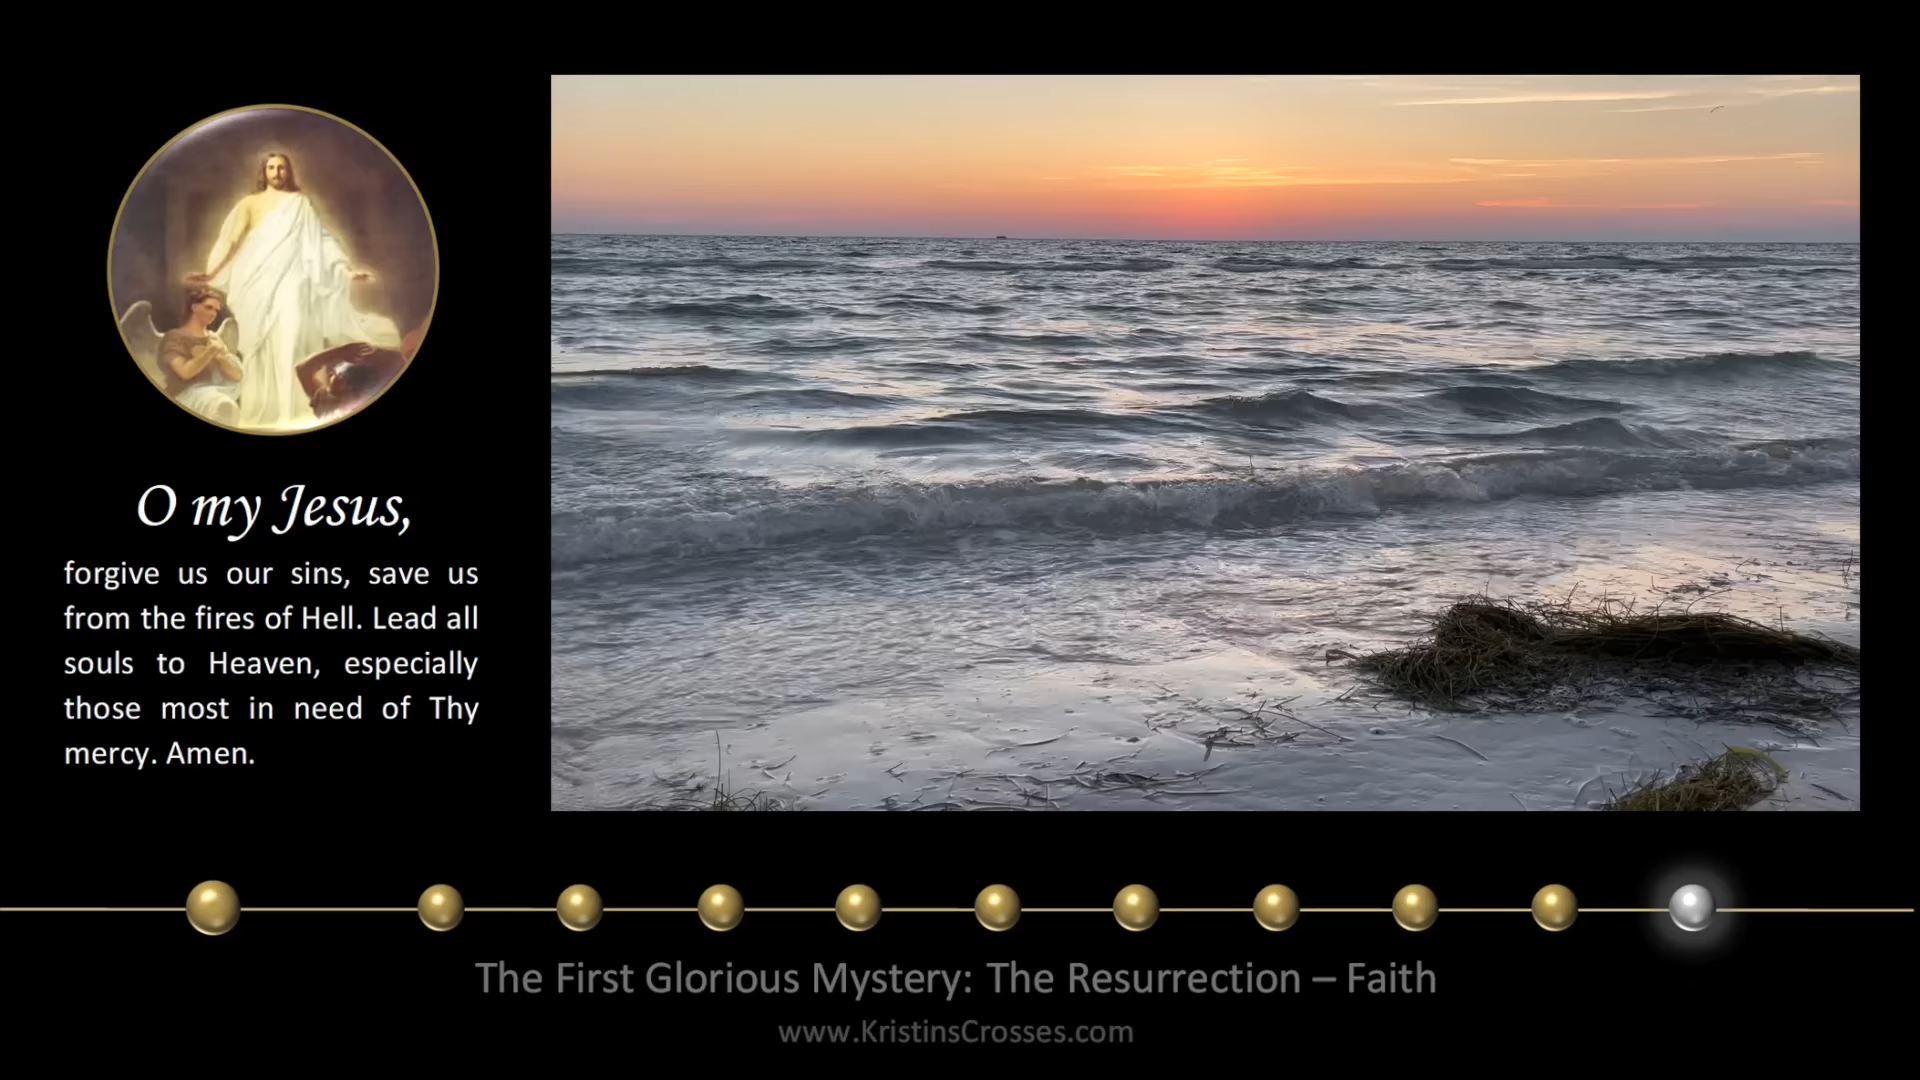 O my Jesus,
forgive us our sins, save us
from the fires of Hell. Lead all
souls to Heaven, especially
those most in need of Thy
mercy. Amen.
The First Glorious Mystery: The Resurrection – Faith
www.KristinsCrosses.com